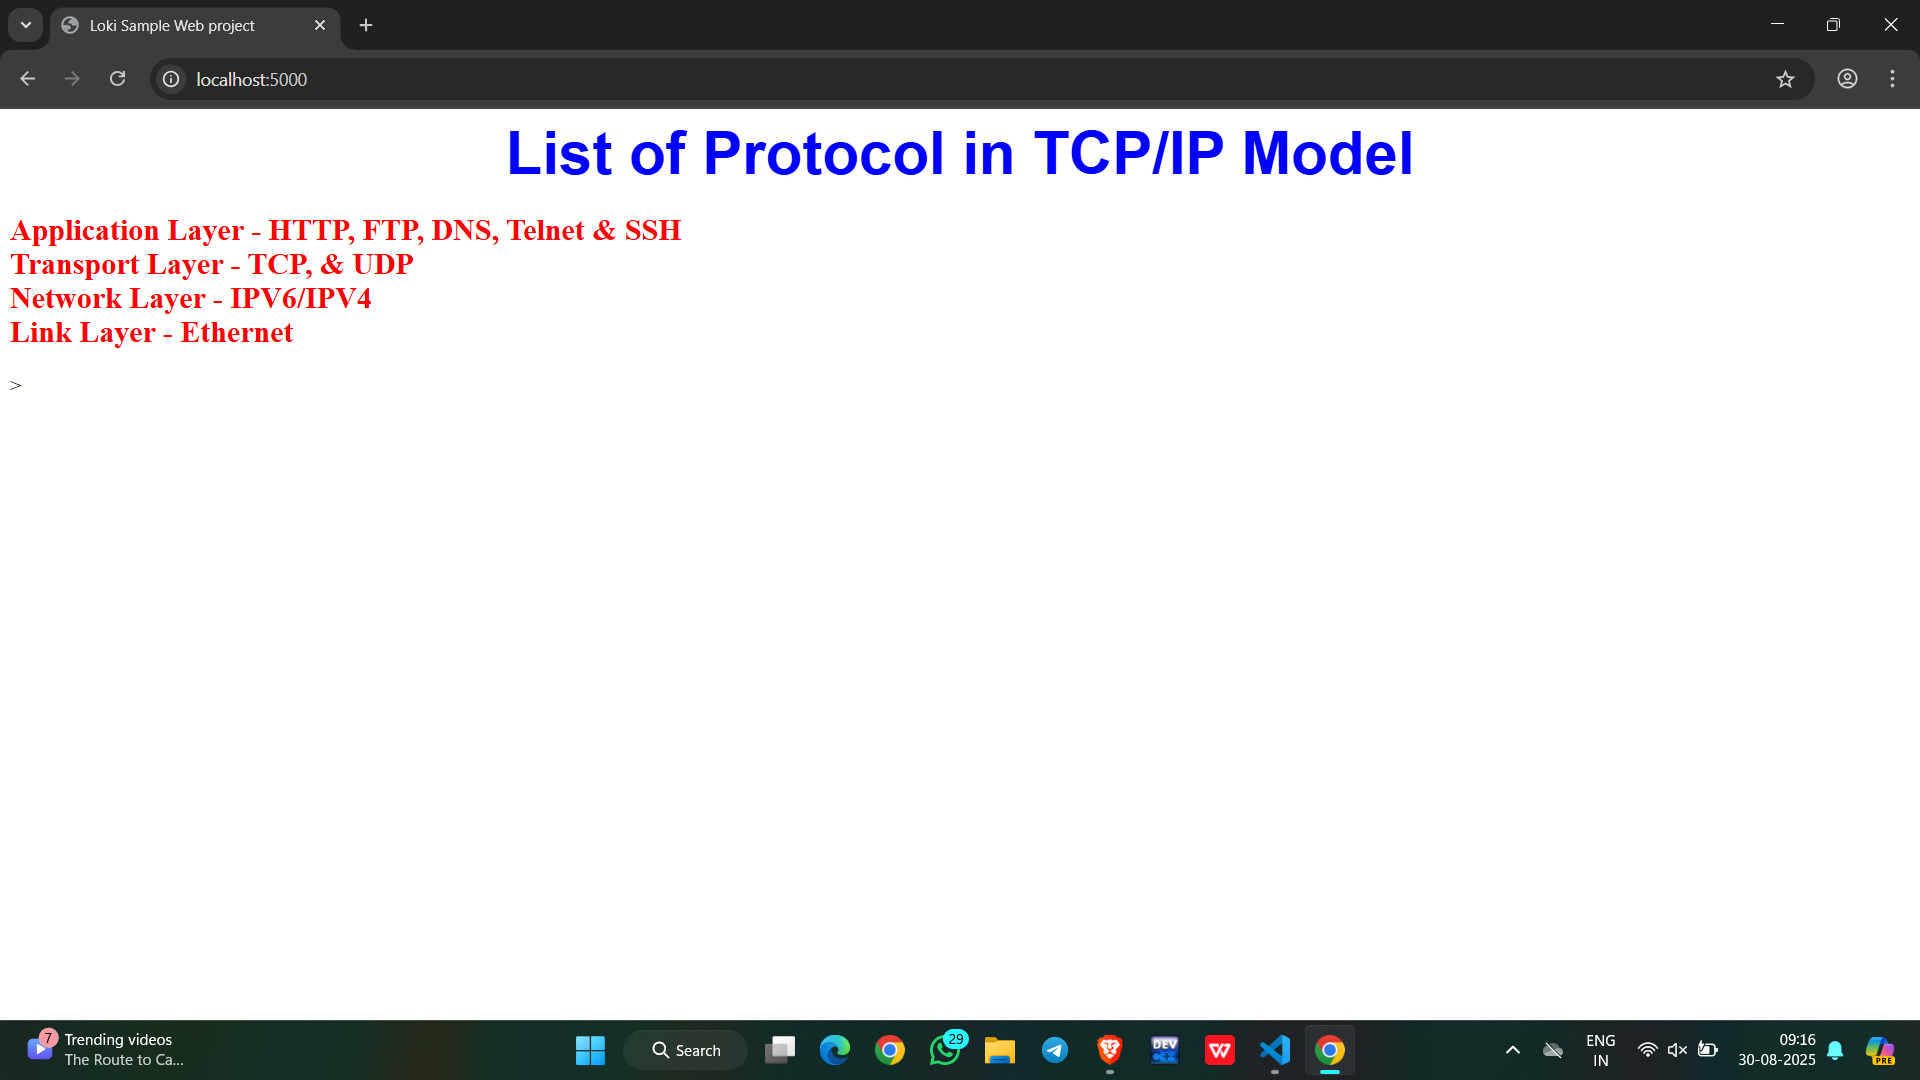 Loki Sample Web project
localhost:5000
List of Protocol in TCP/IP Model
Application Layer - HTTP, FTP, DNS, Telnet & SSH
Transport Layer - TCP, & UDP
Network Layer - IPV6/IPV4
Link Layer - Ethernet
>
7
Trending videos
The Route to Ca...
Search
29
DEV
C++
W
PRE
ENG
IN
09:16
30-08-2025